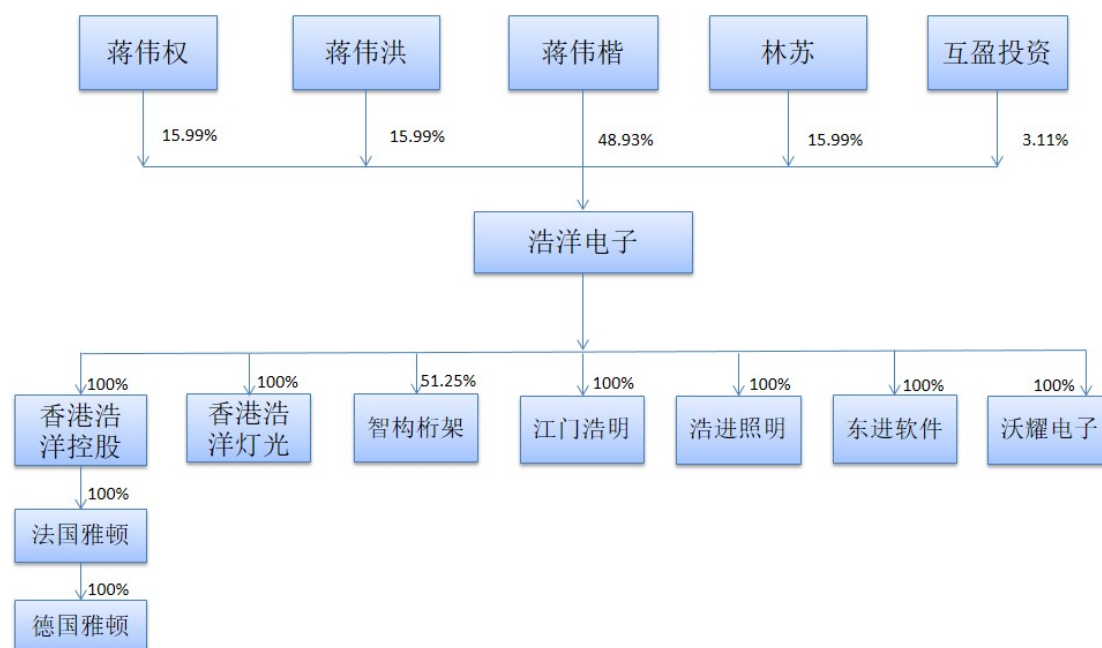 蒋伟权
蒋伟洪
蒋伟楷
林苏
互盈投资
15.99%
15.99%
48.93%
15.99%
3.11%
浩洋电子
100%
100%
51.25%
100%
100%
100%
100%
香港浩
洋控股
香港浩
洋灯光
智构桁架
江门浩明
浩进照明
东进软件
沃耀电子
100%
法国雅顿
100%
德国雅顿